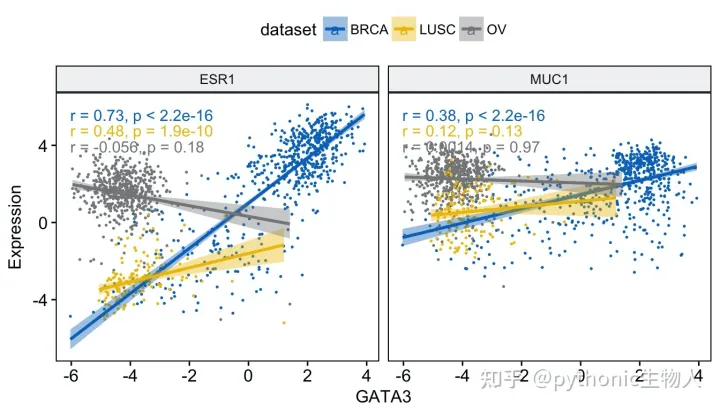 dataset a BRCA a LUSC a OV
ESR1
MUC1
r = 0.73, p < 2.2e-16
r = 0.48, p = 1.9e-10
r = -0.056, p = 0.18
r = 0.38, p < 2.2e-16
r = 0.12, p = 0.13
r = 0.0014, p = 0.97
Expression
4
0
-4
-6 -4 -2 0 2 4
-6 -4 -2 0 2 4
GATA3
知乎 @pythonic生物人